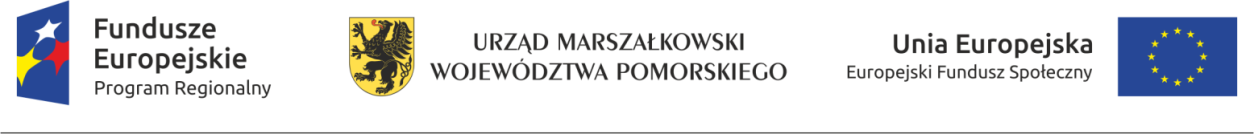 Fundusze
Europejskie
Program Regionalny
URZĄD MARSZAŁKOWSKI
WOJEWÓDZTWA POMORSKIEGO
Unia Europejska
Europejski Fundusz Społeczny